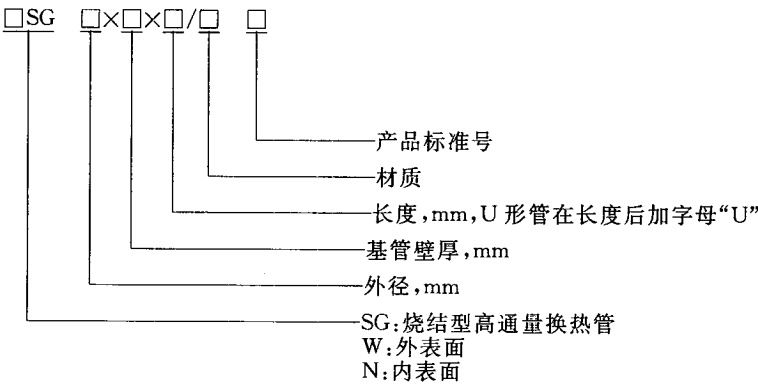 □SG □×□×□/□ □
产品标准号
材质
长度,mm,U形管在长度后加字母“U”
基管壁厚,mm
外径,mm
SG:烧结型高通量换热管
W:外表面
N:内表面